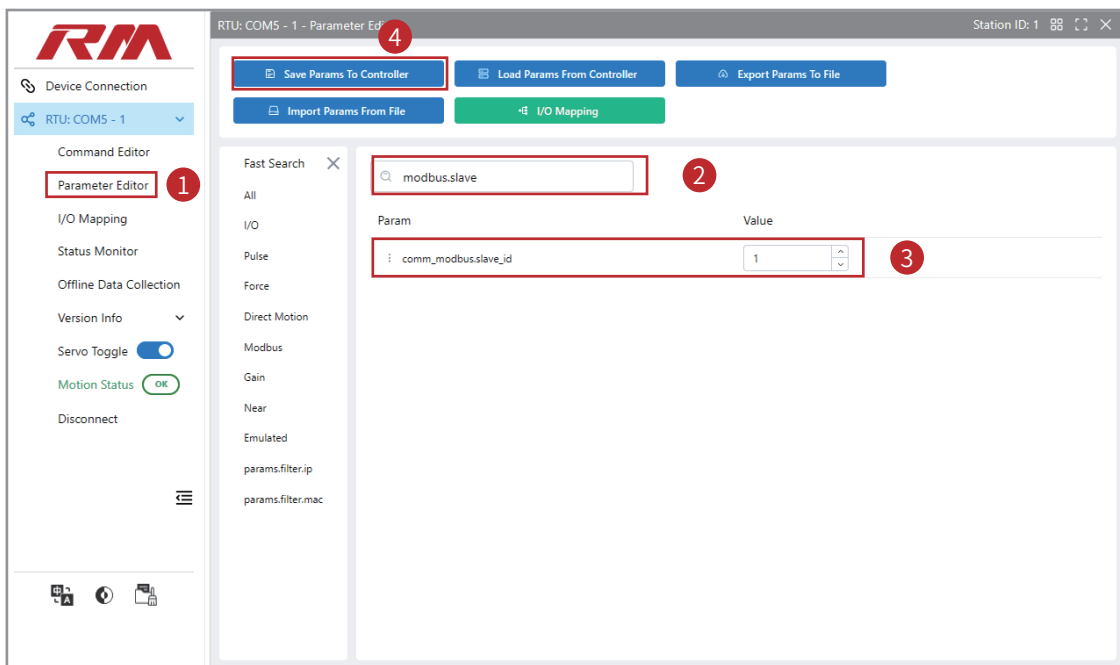 RM
Device Connection
RTU: COM5 - 1
Command Editor
Parameter Editor
1
I/O Mapping
Status Monitor
Offline Data Collection
Version Info
Servo Toggle
Motion Status OK
Disconnect
RTU: COM5 - 1 - Parameter Edi
4
Station ID: 1
Save Params To Controller
Load Params From Controller
Export Params To File
Import Params From File
I/O Mapping
Fast Search
All
I/O
Pulse
Force
Direct Motion
Modbus
Gain
Near
Emulated
params.filter.ip
params.filter.mac
modbus.slave
2
Param Value
comm_modbus.slave_id 1
3
中 A